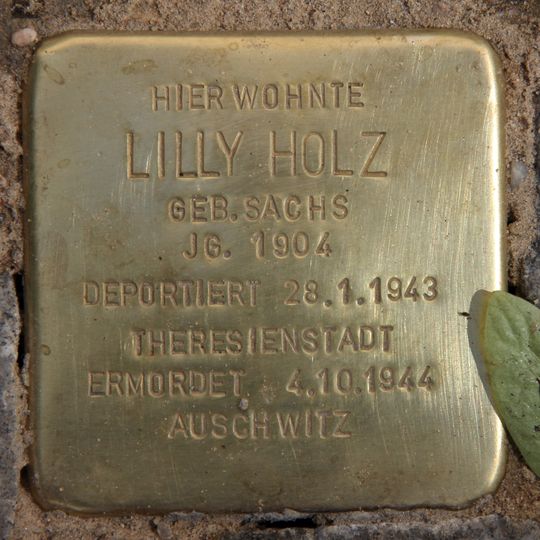 HIER WOHNTE
LILLY HOLZ
GEB. SACHS
JG. 1904
DEPORTIERT 28.1.1943
THERESIENSTADT
ERMORDET 4.10.1944
AUSCHWITZ